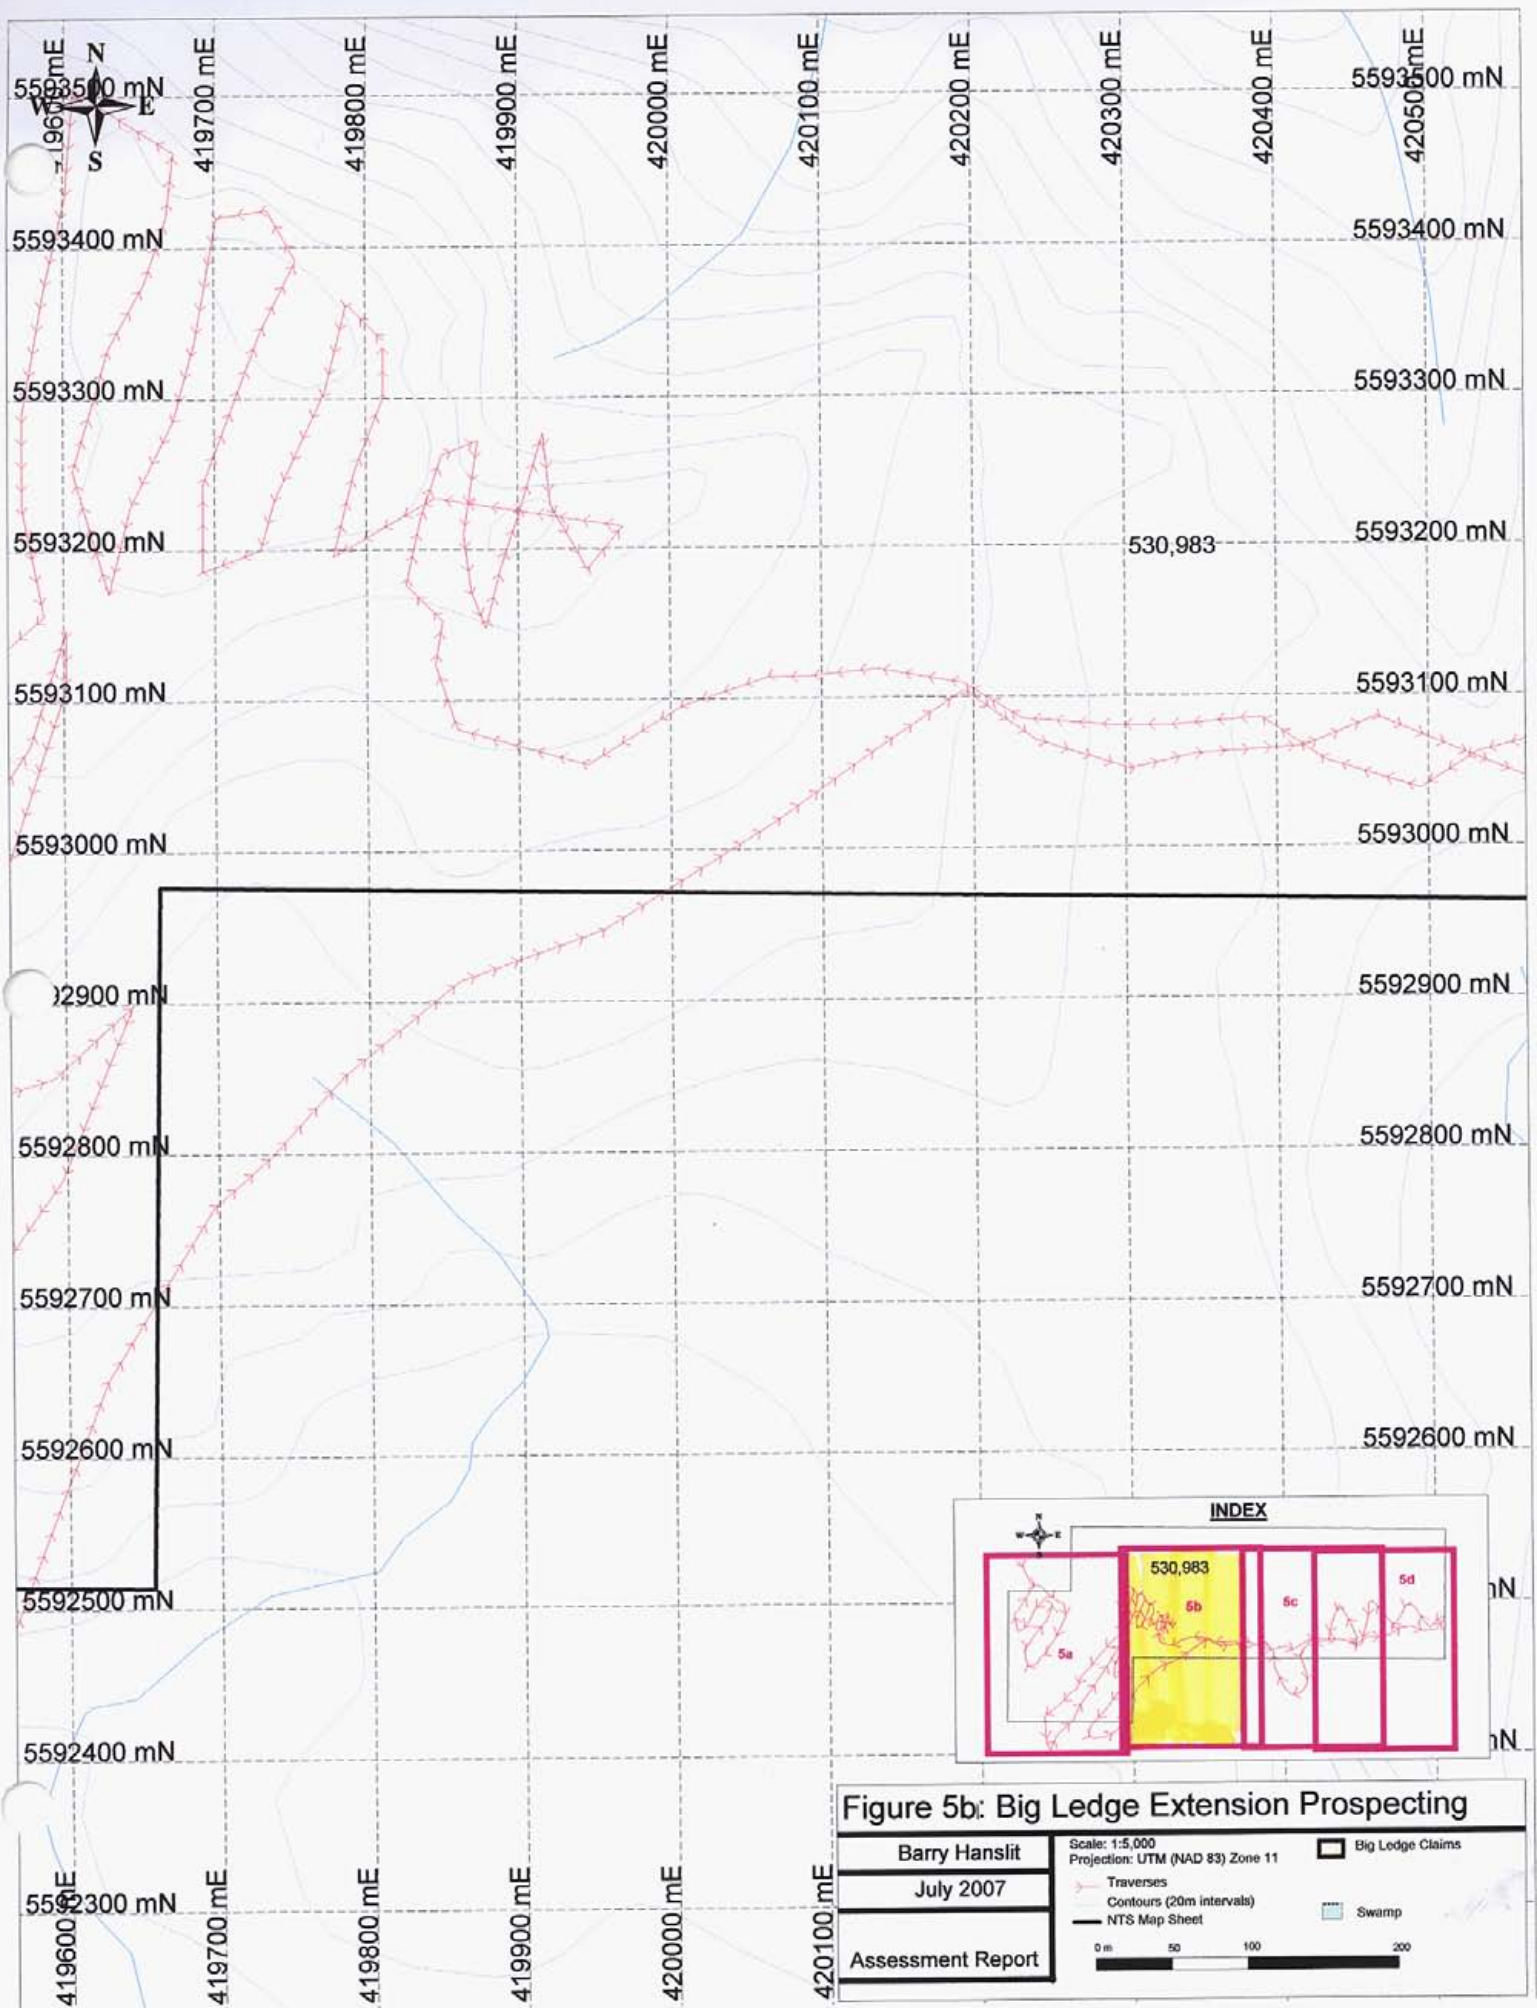 419600 mE
419700 mE
419800 mE
419900 mE
420000 mE
420100 mE
420200 mE
420300 mE
420400 mE
420500 mE
N
W E
S
5593500 mN 5593500 mN
5593400 mN 5593400 mN
5593300 mN 5593300 mN
5593200 mN 530,983 5593200 mN
5593100 mN 5593100 mN
5593000 mN 5593000 mN
2900 mN 5592900 mN
5592800 mN 5592800 mN
5592700 mN 5592700 mN
5592600 mN 5592600 mN
5592500 mN
5592400 mN
5592300 mN
419600 mE
419700 mE
419800 mE
419900 mE
420000 mE
420100 mE
INDEX
N
W E
S
530,983
5a
5b
5c
5d
mN
mN
Figure 5b: Big Ledge Extension Prospecting
Barry Hanslit
July 2007
Assessment Report
Scale: 1:5,000
Projection: UTM (NAD 83) Zone 11
Traverses
Contours (20m intervals)
NTS Map Sheet
Big Ledge Claims
Swamp
0 m 50 100 200